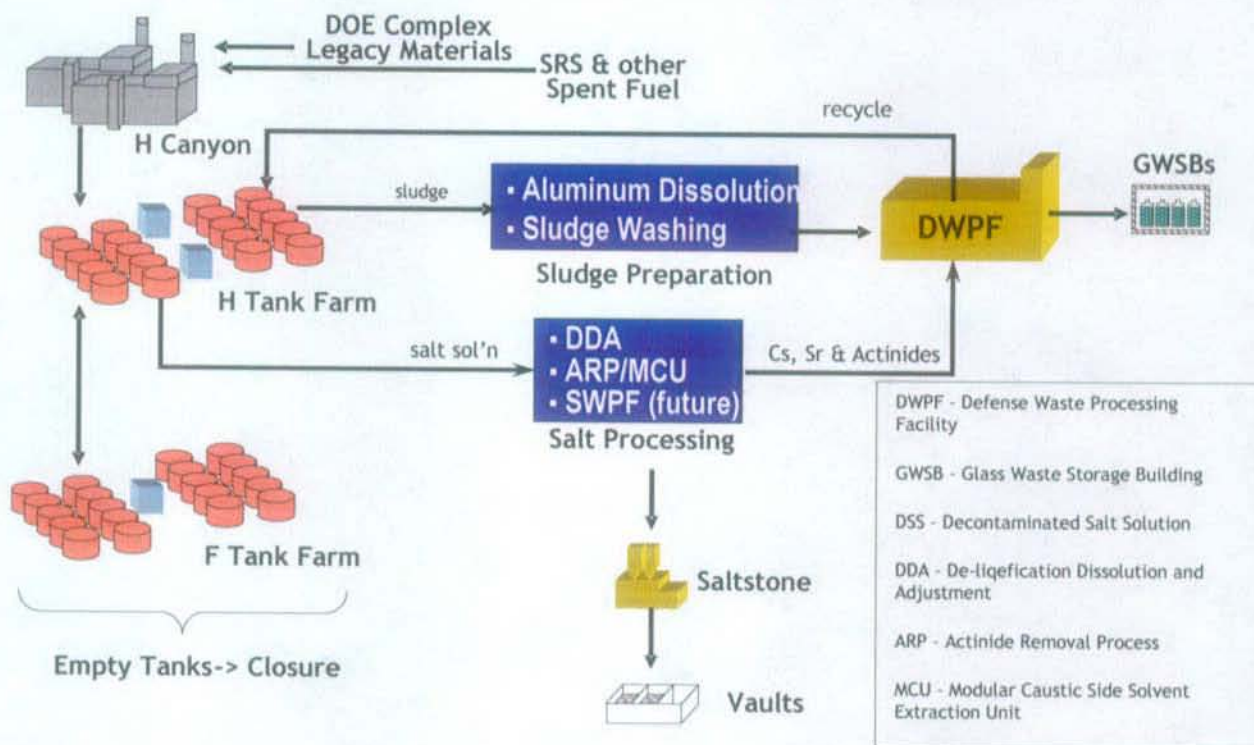 DOE Complex
Legacy Materials
SRS & other
Spent Fuel
H Canyon
recycle
GWSBs
sludge
▪ Aluminum Dissolution
▪ Sludge Washing
DWPF
Sludge Preparation
H Tank Farm
salt sol'n
▪ DDA
▪ ARP/MCU
▪ SWPF (future)
Cs, Sr & Actinides
Salt Processing
F Tank Farm
Saltstone
Empty Tanks-> Closure
Vaults
DWPF - Defense Waste Processing
Facility
GWSB - Glass Waste Storage Building
DSS - Decontaminated Salt Solution
DDA - De-liqefication Dissolution and
Adjustment
ARP - Actinide Removal Process
MCU - Modular Caustic Side Solvent
Extraction Unit